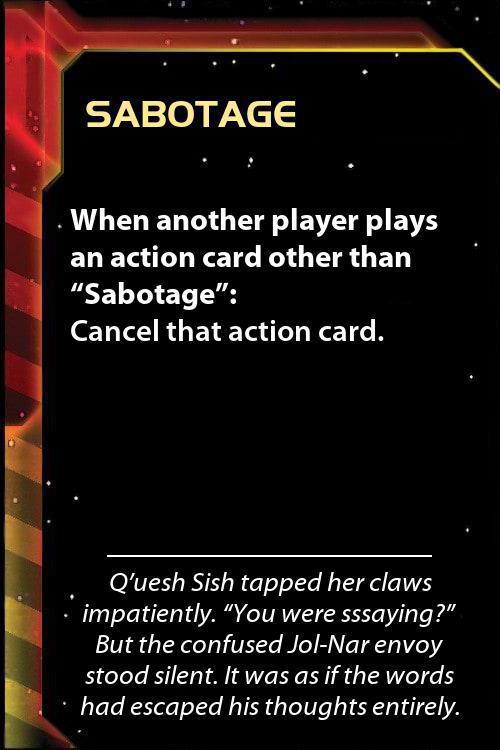 SABOTAGE
When another player plays
an action card other than
“Sabotage”:
Cancel that action card.
Q’uesh Sish tapped her claws
impatiently. “You were sssaying?”
But the confused Jol-Nar envoy
stood silent. It was as if the words
had escaped his thoughts entirely.